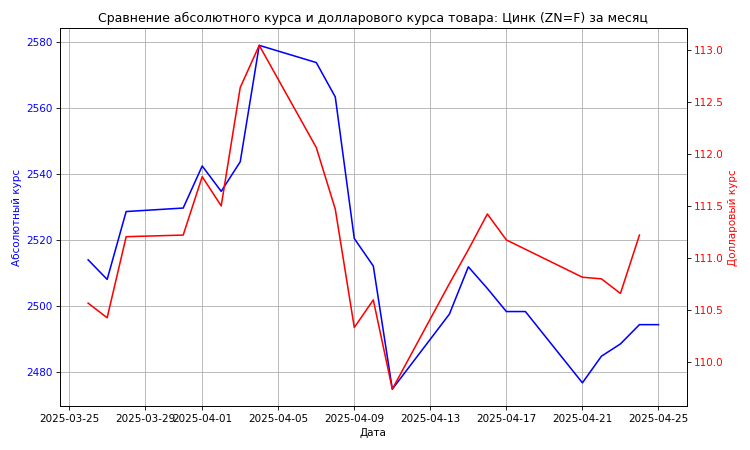 Сравнение абсолютного курса и долларового курса товара: Цинк (ZN=F) за месяц
2580
2560
2540
2520
2500
2480
Абсолютный курс
113.0
112.5
112.0
111.5
111.0
110.5
110.0
Долларовый курс
2025-03-25 2025-03-29 2025-04-01 2025-04-05 2025-04-09 2025-04-13 2025-04-17 2025-04-21 2025-04-25
Дата